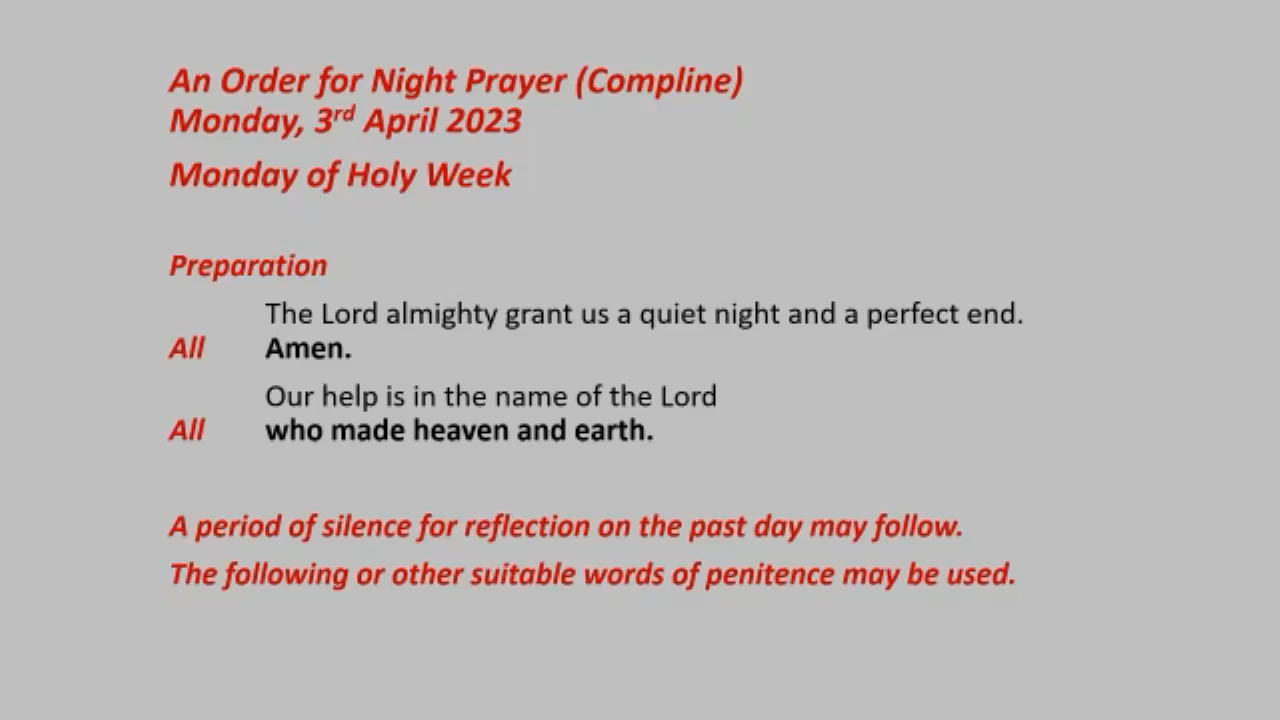 An Order for Night Prayer (Compline)
Monday, 3rd April 2023
Monday of Holy Week
Preparation
The Lord almighty grant us a quiet night and a perfect end.
All Amen.
Our help is in the name of the Lord
All who made heaven and earth.
A period of silence for reflection on the past day may follow.
The following or other suitable words of penitence may be used.